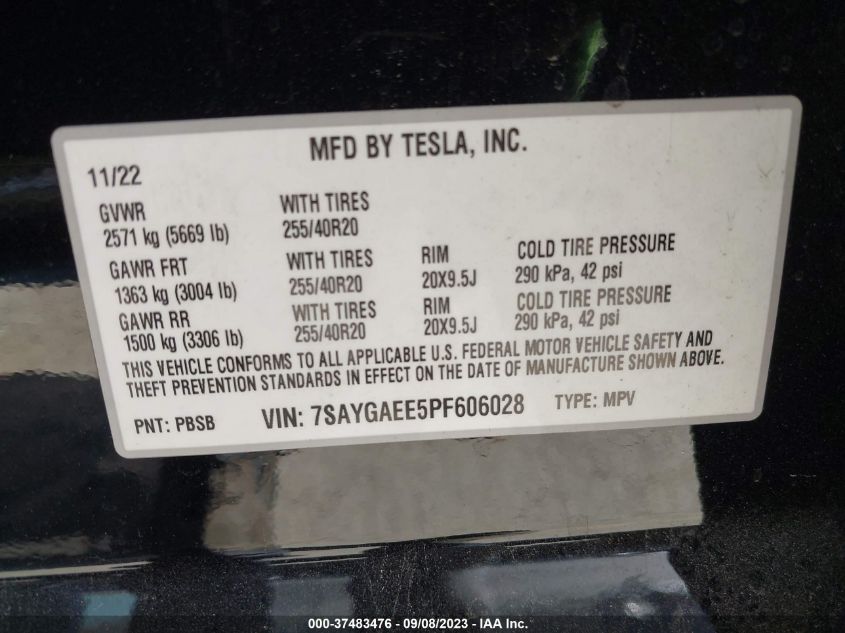 MFD BY TESLA, INC.
11/22
GVWR WITH TIRES
2571 kg (5669 lb) 255/40R20
GAWR FRT WITH TIRES RIM COLD TIRE PRESSURE
1363 kg (3004 lb) 255/40R20 20X9.5J 290 kPa, 42 psi
GAWR RR WITH TIRES RIM COLD TIRE PRESSURE
1500 kg (3306 lb) 255/40R20 20X9.5J 290 kPa, 42 psi
THIS VEHICLE CONFORMS TO ALL APPLICABLE U.S. FEDERAL MOTOR VEHICLE SAFETY AND
THEFT PREVENTION STANDARDS IN EFFECT ON THE DATE OF MANUFACTURE SHOWN ABOVE.
PNT: PBSB VIN: 7SAYGAEE5PF606028 TYPE: MPV
000-37483476 - 09/08/2023 - IAA Inc.